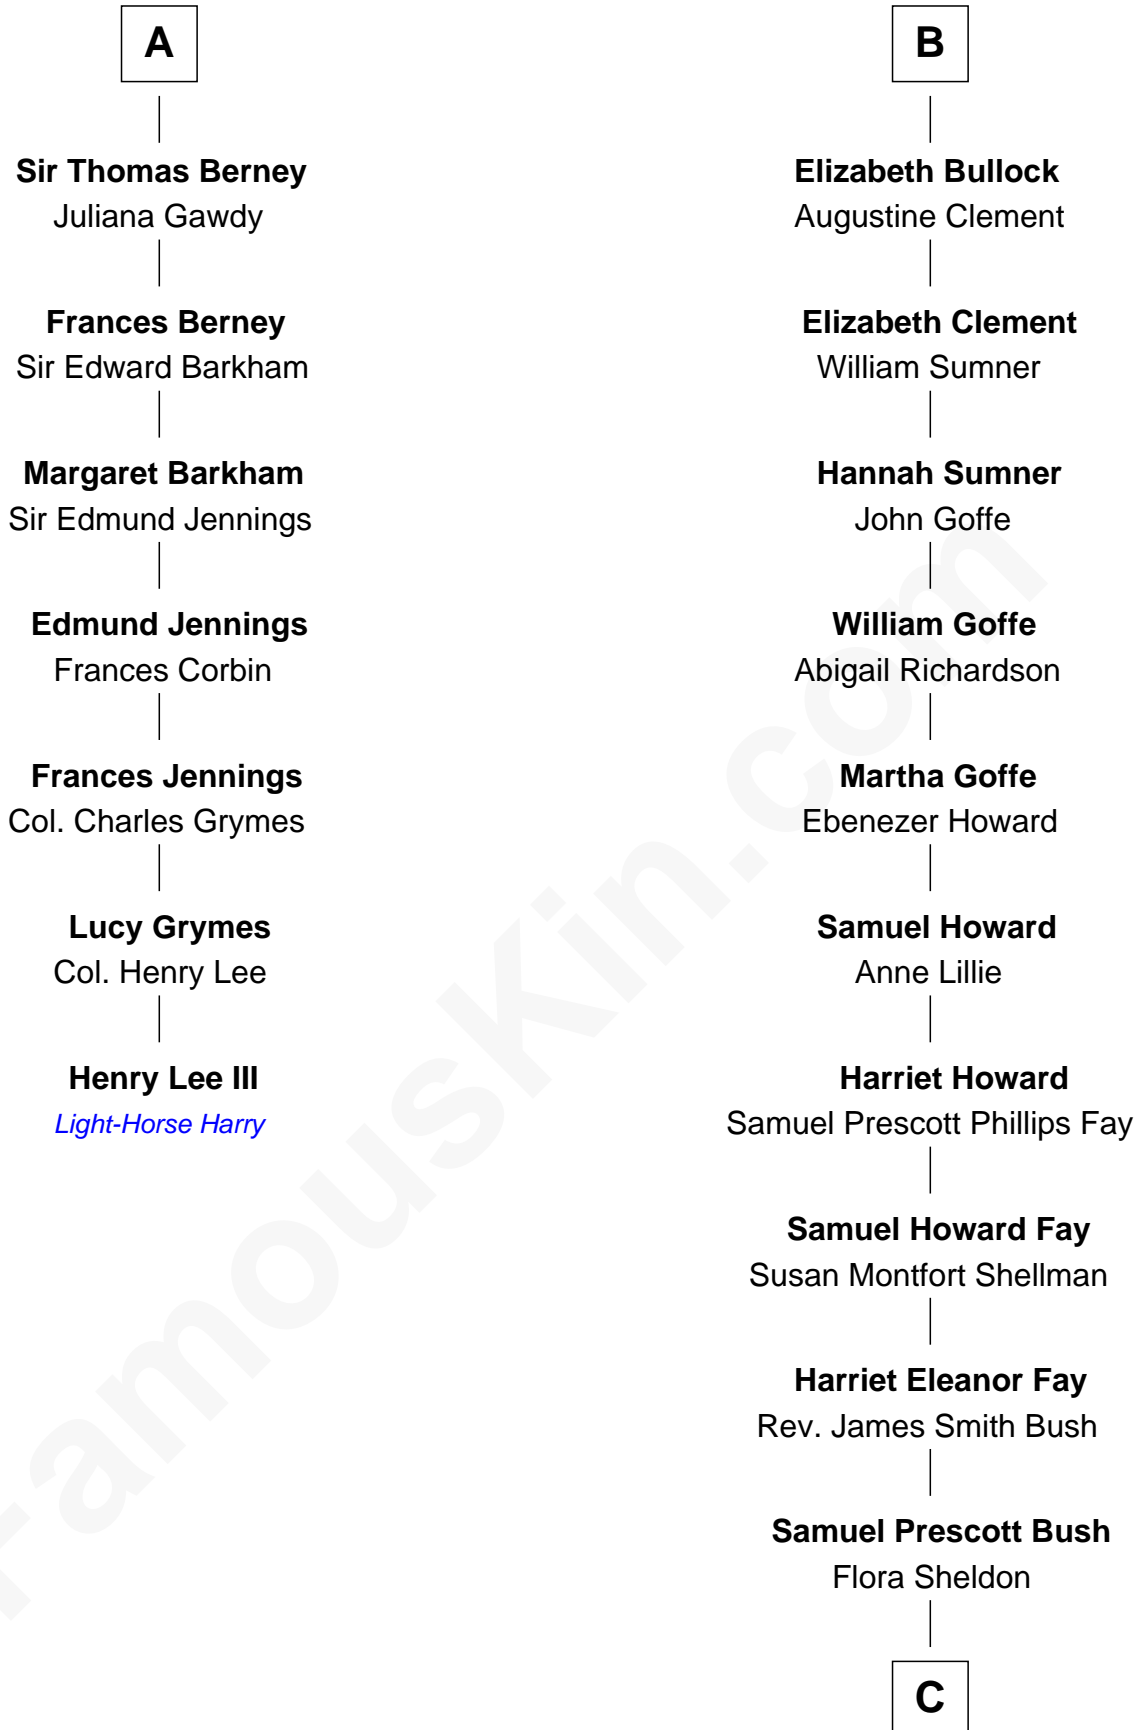 A
Sir Thomas Berney
Juliana Gawdy
Frances Berney
Sir Edward Barkham
Margaret Barkham
Sir Edmund Jennings
Edmund Jennings
Frances Corbin
Frances Jennings
Col. Charles Grymes
Lucy Grymes
Col. Henry Lee
Henry Lee III
Light-Horse Harry
B
Elizabeth Bullock
Augustine Clement
Elizabeth Clement
William Sumner
Hannah Sumner
John Goffe
William Goffe
Abigail Richardson
Martha Goffe
Ebenezer Howard
Samuel Howard
Anne Lillie
Harriet Howard
Samuel Prescott Phillips Fay
Samuel Howard Fay
Susan Montfort Shellman
Harriet Eleanor Fay
Rev. James Smith Bush
Samuel Prescott Bush
Flora Sheldon
C
FamousKin.com